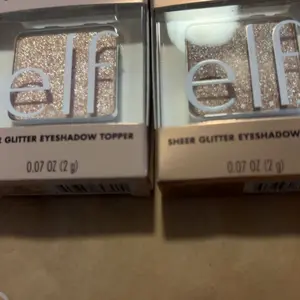 elf
GLITTER EYESHADOW TOPPER
0.07 OZ (2 g)
elf
SHEER GLITTER EYESHADOW
0.07 OZ (2 g)